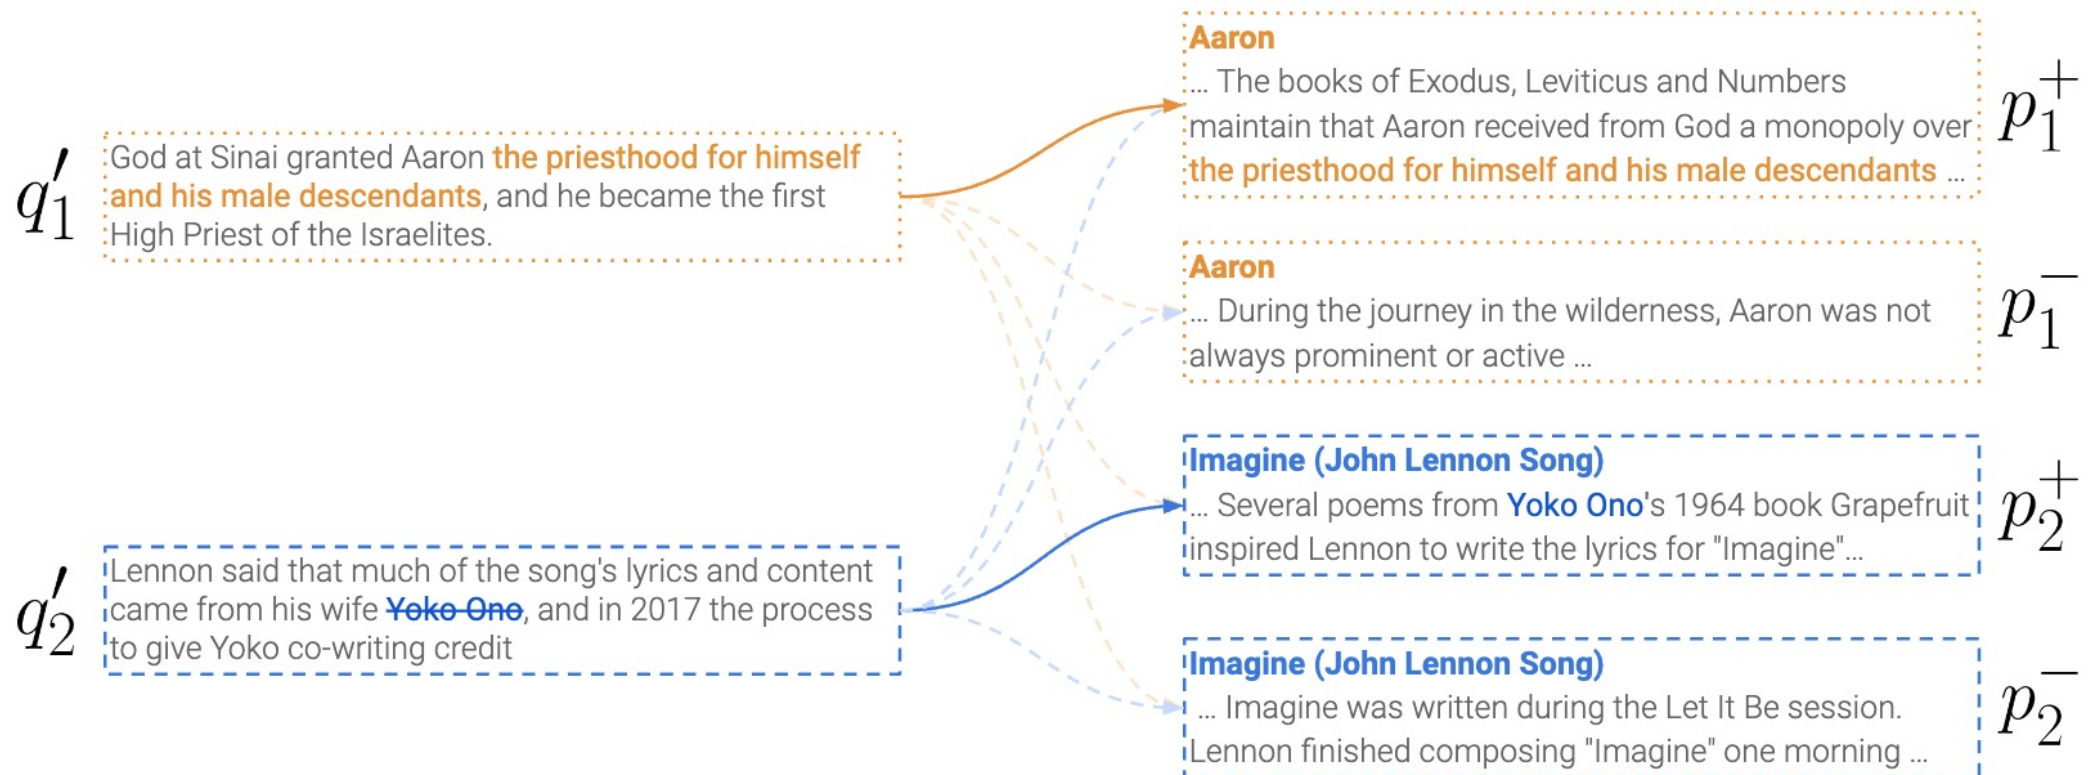 q′₁
God at Sinai granted Aaron the priesthood for himself
and his male descendants, and he became the first
High Priest of the Israelites.
q′₂
Lennon said that much of the song's lyrics and content
came from his wife Yoko Ono, and in 2017 the process
to give Yoko co-writing credit
Aaron
... The books of Exodus, Leviticus and Numbers
maintain that Aaron received from God a monopoly over
the priesthood for himself and his male descendants ...
p₁⁺
Aaron
... During the journey in the wilderness, Aaron was not
always prominent or active ...
p₁⁻
Imagine (John Lennon Song)
... Several poems from Yoko Ono's 1964 book Grapefruit
inspired Lennon to write the lyrics for "Imagine"...
p₂⁺
Imagine (John Lennon Song)
... Imagine was written during the Let It Be session.
Lennon finished composing "Imagine" one morning ...
p₂⁻